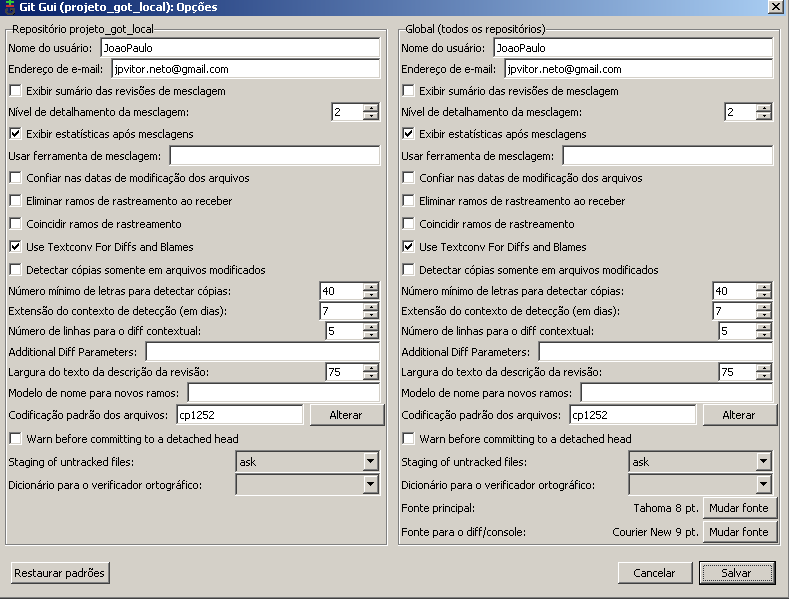 Git Gui (projeto_got_local): Opções
Repositório projeto_got_local
Nome do usuário: JoaoPaulo
Endereço de e-mail: jpvitor.neto@gmail.com
Exibir sumário das revisões de mesclagem
Nível de detalhamento da mesclagem: 2
Exibir estatísticas após mesclagens
Usar ferramenta de mesclagem:
Confiar nas datas de modificação dos arquivos
Eliminar ramos de rastreamento ao receber
Coincidir ramos de rastreamento
Use Textconv For Diffs and Blames
Detectar cópias somente em arquivos modificados
Número mínimo de letras para detectar cópias: 40
Extensão do contexto de detecção (em dias): 7
Número de linhas para o diff contextual: 5
Additional Diff Parameters:
Largura do texto da descrição da revisão: 75
Modelo de nome para novos ramos:
Codificação padrão dos arquivos: cp1252 Alterar
Warn before committing to a detached head
Staging of untracked files: ask
Dicionário para o verificador ortográfico:
Global (todos os repositórios)
Nome do usuário: JoaoPaulo
Endereço de e-mail: jpvitor.neto@gmail.com
Exibir sumário das revisões de mesclagem
Nível de detalhamento da mesclagem: 2
Exibir estatísticas após mesclagens
Usar ferramenta de mesclagem:
Confiar nas datas de modificação dos arquivos
Eliminar ramos de rastreamento ao receber
Coincidir ramos de rastreamento
Use Textconv For Diffs and Blames
Detectar cópias somente em arquivos modificados
Número mínimo de letras para detectar cópias: 40
Extensão do contexto de detecção (em dias): 7
Número de linhas para o diff contextual: 5
Additional Diff Parameters:
Largura do texto da descrição da revisão: 75
Modelo de nome para novos ramos:
Codificação padrão dos arquivos: cp1252 Alterar
Warn before committing to a detached head
Staging of untracked files: ask
Dicionário para o verificador ortográfico:
Fonte principal: Tahoma 8 pt. Mudar fonte
Fonte para o diff/console: Courier New 9 pt. Mudar fonte
Restaurar padrões Cancelar Salvar